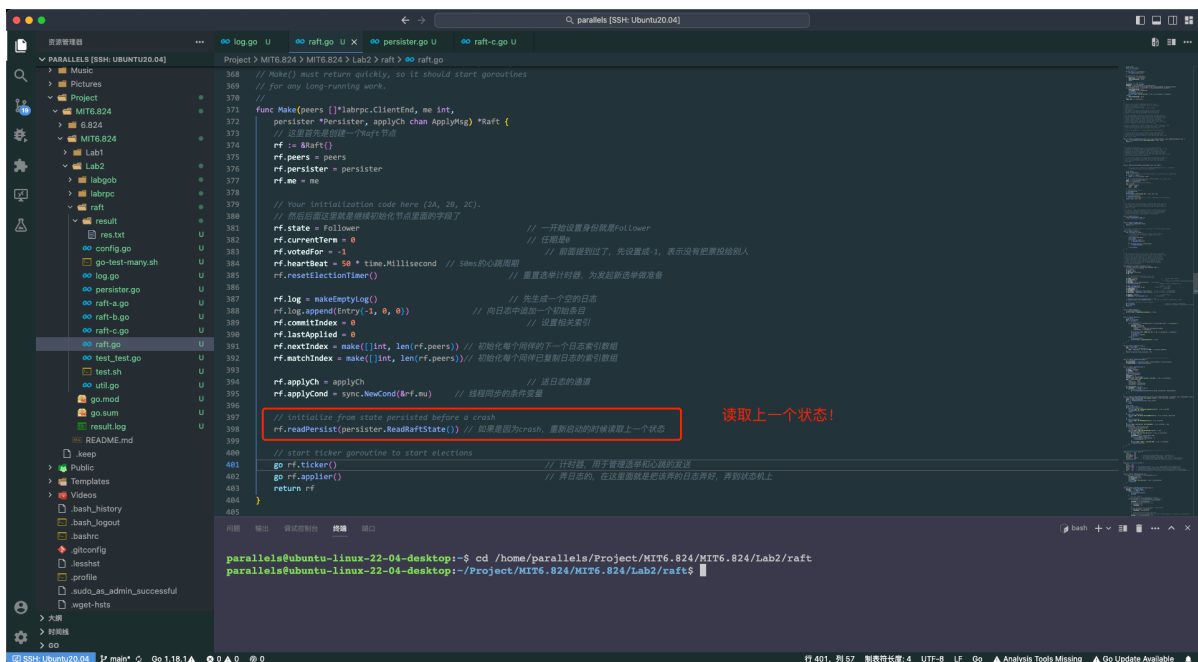 parallels [SSH: Ubuntu20.04]
资源管理器
log.go U
raft.go U
persister.go U
raft-c.go U
PARALLELS [SSH: UBUNTU20.04]
Project > MIT6.824 > MIT6.824 > Lab2 > raft > raft.go
Music
Pictures
Project
MIT6.824
6.824
MIT6.824
Lab1
Lab2
labgob
labrpc
raft
result
res.txt U
config.go U
go-test-many.sh U
log.go U
persister.go U
raft-a.go U
raft-b.go U
raft-c.go U
raft.go U
test_test.go U
test.sh U
util.go U
go.mod U
go.sum U
result.log U
README.md
.keep
Public
Templates
Videos
.bash_history
.bash_logout
.bashrc
.gitconfig
.lesshst
.profile
.sudo_as_admin_successful
.wget-hsts
大纲
时间线
GO
19
368 // Make() must return quickly, so it should start goroutines
369 // for any long-running work.
370 //
371 func Make(peers []*labrpc.ClientEnd, me int,
372 persister *Persister, applyCh chan ApplyMsg) *Raft {
373 // 这里首先是创建一个Raft节点
374 rf := &Raft{}
375 rf.peers = peers
376 rf.persister = persister
377 rf.me = me
378
379 // Your initialization code here (2A, 2B, 2C).
380 // 然后后面这里就是继续初始化节点里面的字段了
381 rf.state = Follower // 一开始设置身份就是Follower
382 rf.currentTerm = 0 // 任期是0
383 rf.votedFor = -1 // 前面提到过了，先设置成-1，表示没有把票投给别人
384 rf.heartBeat = 50 * time.Millisecond // 50ms的心跳周期
385 rf.resetElectionTimer() // 重置选举计时器，为发起新选举做准备
386
387 rf.log = makeEmptyLog() // 先生成一个空的日志
388 rf.log.append(Entry{-1, 0, 0}) // 向日志中追加一个初始条目
389 rf.commitIndex = 0 // 设置相关索引
390 rf.lastApplied = 0
391 rf.nextIndex = make([]int, len(rf.peers)) // 初始化每个同伴的下一个日志索引数组
392 rf.matchIndex = make([]int, len(rf.peers))// 初始化每个同伴已复制日志的索引数组
393
394 rf.applyCh = applyCh // 送日志的通道
395 rf.applyCond = sync.NewCond(&rf.mu) // 线程同步的条件变量
396
397 // initialize from state persisted before a crash
398 rf.readPersist(persister.ReadRaftState()) // 如果是因为crash，重新启动的时候读取上一个状态
399
400 // start ticker goroutine to start elections
401 go rf.ticker() // 计时器，用于管理选举和心跳的发送
402 go rf.applier() // 弄日志的，在这里面就是把该弄的日志弄好，弄到状态机上
403 return rf
404 }
405
读取上一个状态！
问题 输出 调试控制台 终端 端口
bash
parallels@ubuntu-linux-22-04-desktop:~$ cd /home/parallels/Project/MIT6.824/MIT6.824/Lab2/raft
parallels@ubuntu-linux-22-04-desktop:~/Project/MIT6.824/MIT6.824/Lab2/raft$
SSH: Ubuntu20.04 main* Go 1.18.1 0 0 0 0 行 401，列 57 制表符长度: 4 UTF-8 LF Go Analysis Tools Missing Go Update Available